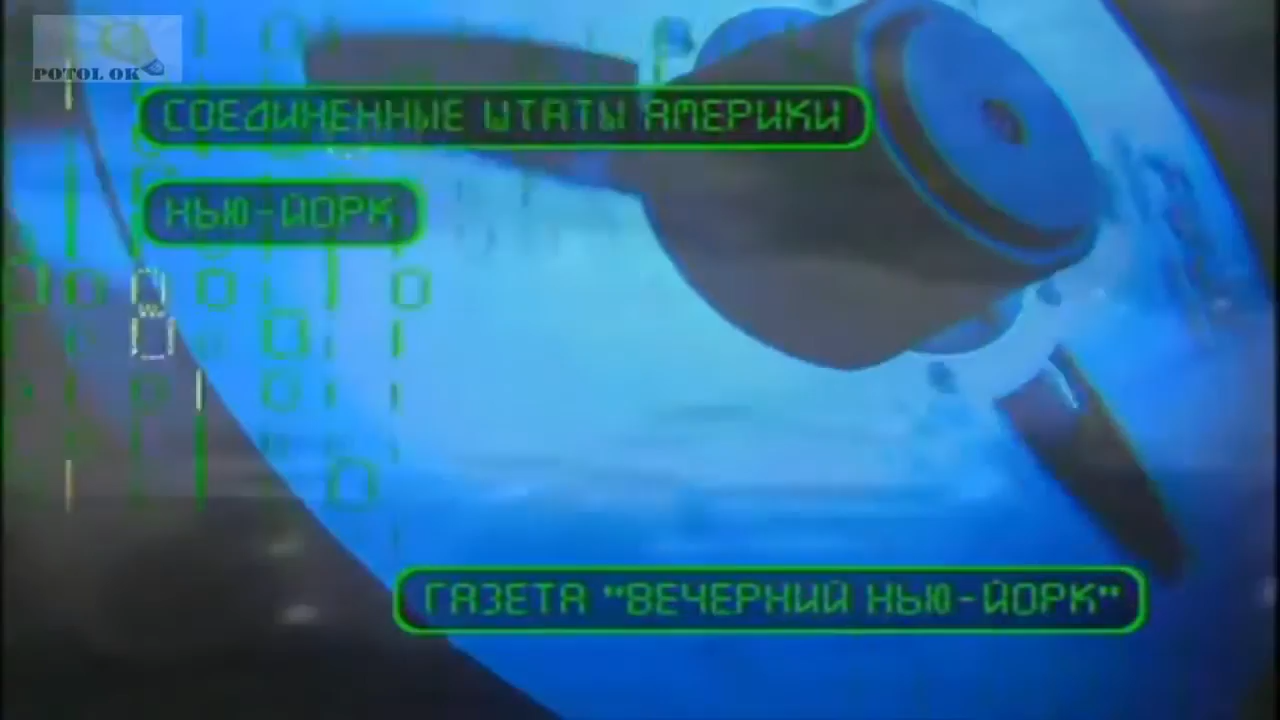 POTOL OK
СОЕДИНЕННЫЕ ШТАТЫ АМЕРИКИ
НЬЮ-ЙОРК
ГАЗЕТА "ВЕЧЕРНИЙ НЬЮ-ЙОРК"